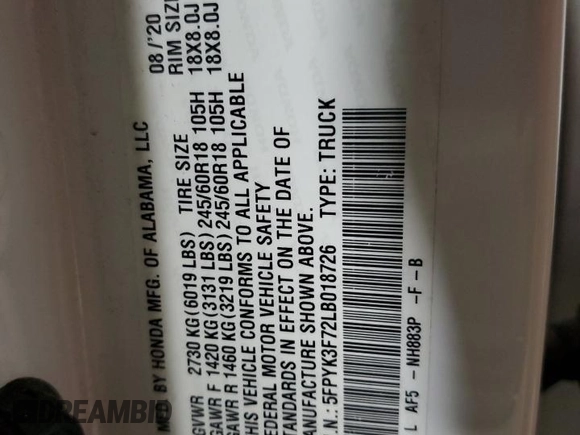 MFD BY HONDA MFG. OF ALABAMA, LLC 08/'20
GVWR 2730 KG(6019 LBS) TIRE SIZE RIM SIZE
GAWR F 1420 KG(3131 LBS) 245/60R18 105H 18X8.0J
GAWR R 1460 KG(3219 LBS) 245/60R18 105H 18X8.0J
THIS VEHICLE CONFORMS TO ALL APPLICABLE
FEDERAL MOTOR VEHICLE SAFETY
STANDARDS IN EFFECT ON THE DATE OF
MANUFACTURE SHOWN ABOVE.
.N.: 5FPYK3F72LB018726 TYPE: TRUCK
L AF5 - NH883P -F - B
BIDREAMBID